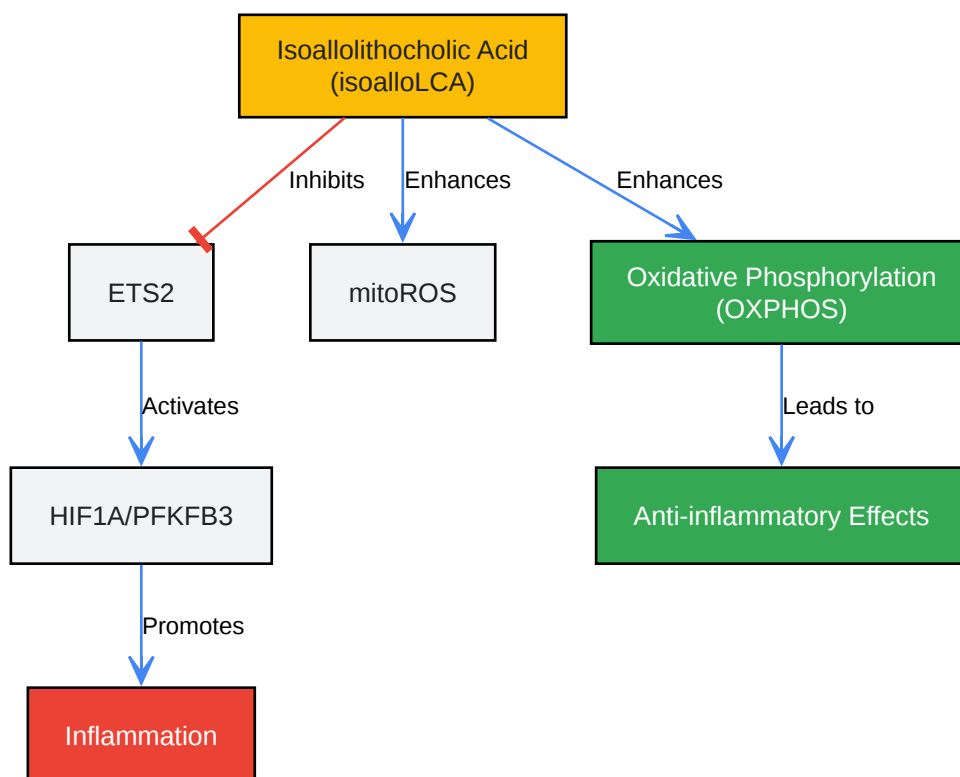 Isoallolithocholic Acid
(isoalloLCA)
Inhibits
Enhances
Enhances
ETS2
mitoROS
Oxidative Phosphorylation
(OXPHOS)
Activates
Leads to
HIF1A/PFKFB3
Anti-inflammatory Effects
Promotes
Inflammation